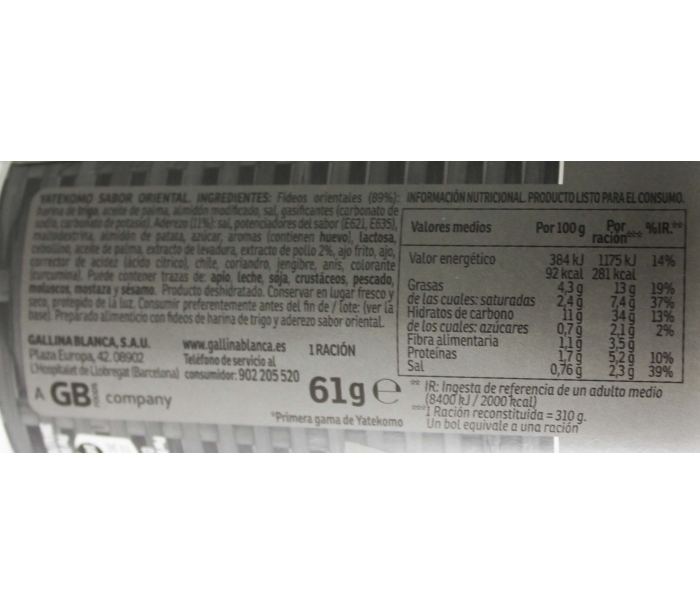 YATEKOMO SABOR ORIENTAL. INGREDIENTES: Fideos orientales (89%):
harina de trigo, aceite de palma, almidón modificado, sal, gasificantes (carbonato de
sodio, carbonato de potasio). Aderezo (11%): sal, potenciadores del sabor (E621, E635),
maltodextrina, almidón de patata, azúcar, aromas (contienen huevo), lactosa,
cebollino, aceite de palma, extracto de levadura, extracto de pollo 2%, ajo frito, ajo,
corrector de acidez (ácido cítrico), chile, coriandro, jengibre, anís, colorante
(curcumina). Puede contener trazas de: apio, leche, soja, crustáceos, pescado,
moluscos, mostaza y sésamo. Producto deshidratado. Conservar en lugar fresco y
seco, protegido de la luz. Consumir preferentemente antes del fin de / lote: (ver la
base). Preparado alimenticio con fideos de harina de trigo y aderezo sabor oriental.
GALLINA BLANCA, S.A.U.
Plaza Europa, 42. 08902
L'Hospitalet de Llobregat (Barcelona)
www.gallinablanca.es
Teléfono de servicio al
consumidor: 902 205 520
1 RACIÓN
A GB FOODS company
61g e
*Primera gama de Yatekomo
INFORMACIÓN NUTRICIONAL. PRODUCTO LISTO PARA EL CONSUMO.
Valores medios Por 100 g Por ración*** %IR.**
Valor energético 384 kJ 1175 kJ 14%
92 kcal 281 kcal
Grasas 4,3 g 13 g 19%
de las cuales: saturadas 2,4 g 7,4 g 37%
Hidratos de carbono 11 g 34 g 13%
de los cuales: azúcares 0,7 g 2,1 g 2%
Fibra alimentaria 1,1 g 3,5 g
Proteínas 1,7 g 5,2 g 10%
Sal 0,76 g 2,3 g 39%
** IR: Ingesta de referencia de un adulto medio
(8400 kJ / 2000 kcal)
***1 Ración reconstituida = 310 g.
Un bol equivale a una ración